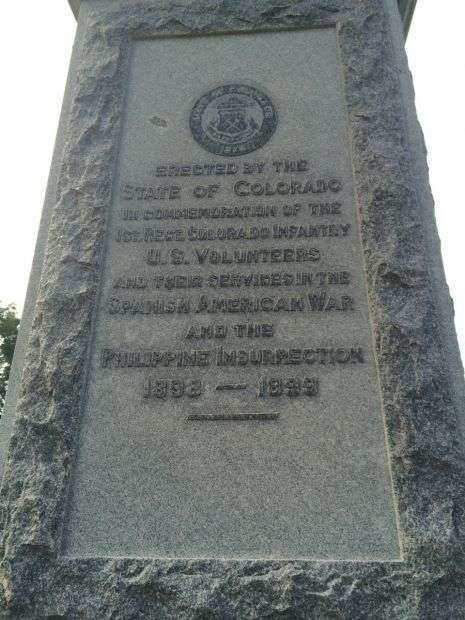 ERECTED BY THE
STATE OF COLORADO
IN COMMEMORATION OF THE
1ST REGT. COLORADO INFANTRY
U.S. VOLUNTEERS
AND THEIR SERVICES IN THE
SPANISH AMERICAN WAR
AND THE
PHILIPPINE INSURRECTION
1898 — 1899